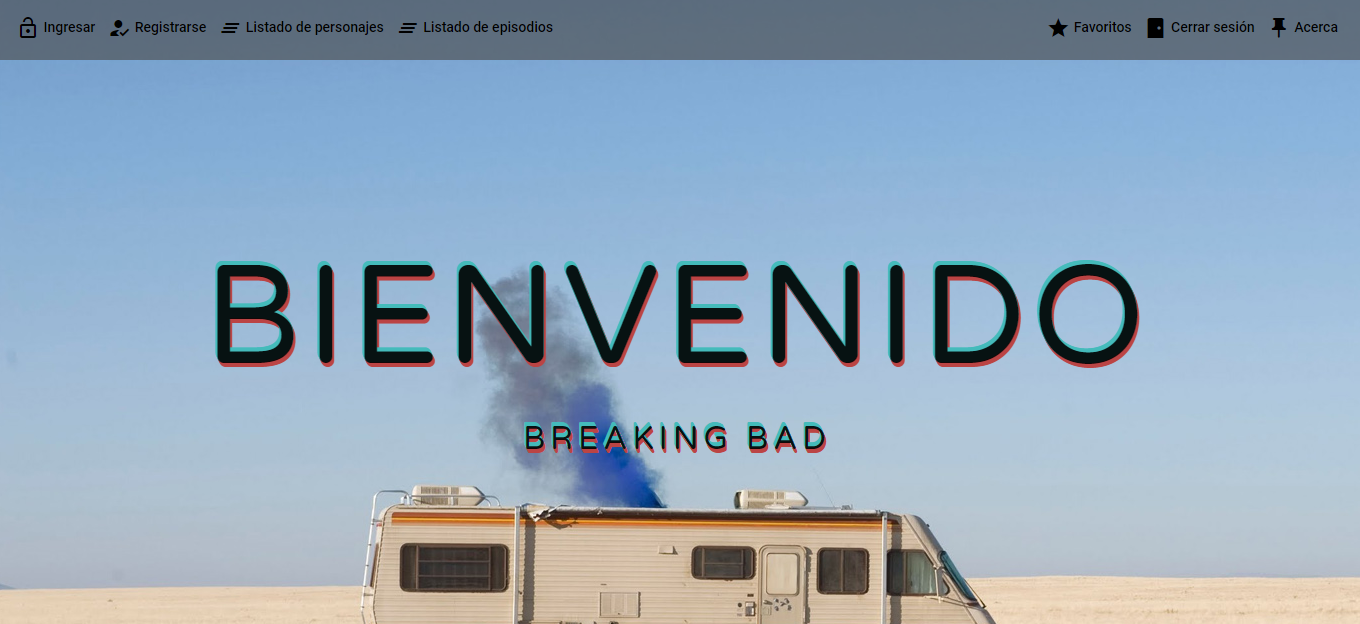 Ingresar Registrarse Listado de personajes Listado de episodios Favoritos Cerrar sesión Acerca
BIENVENIDO
BREAKING BAD